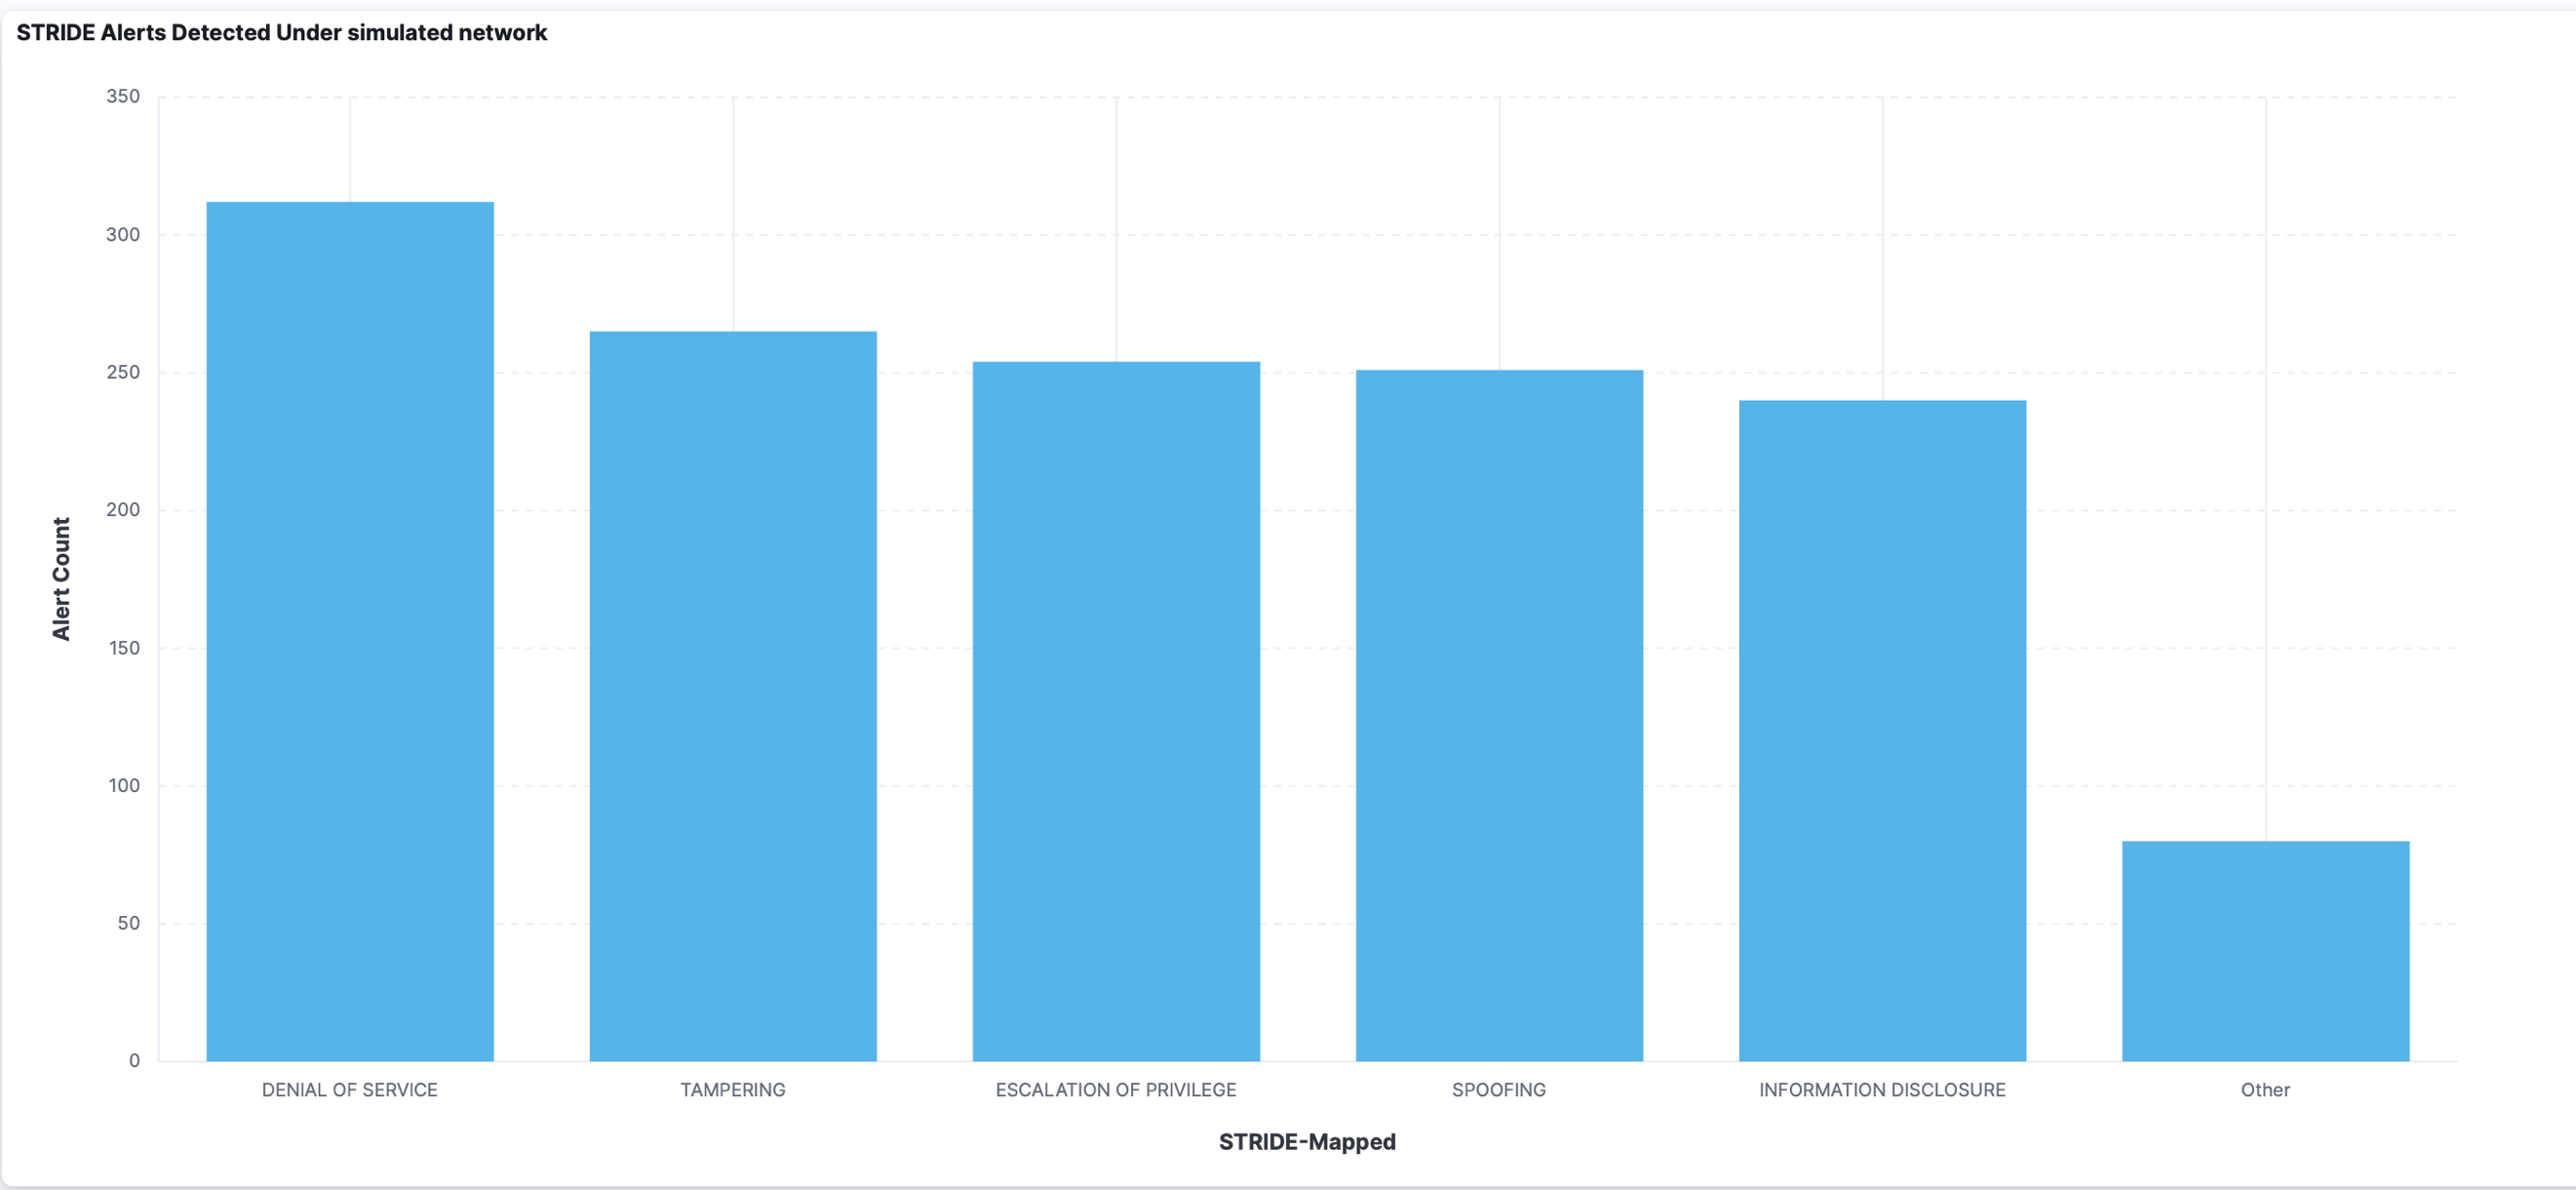 STRIDE Alerts Detected Under simulated network
350
300
250
200
150
100
50
0
Alert Count
DENIAL OF SERVICE
TAMPERING
ESCALATION OF PRIVILEGE
SPOOFING
INFORMATION DISCLOSURE
Other
STRIDE-Mapped